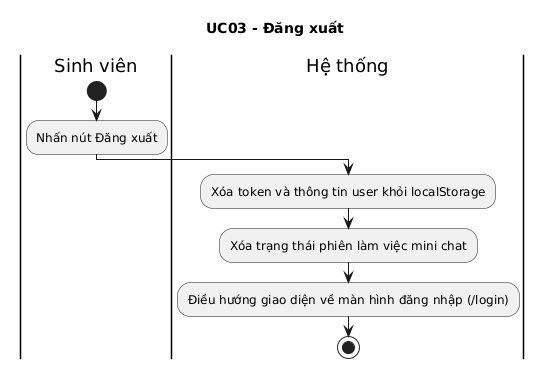 UC03 - Đăng xuất
Sinh viên
Hệ thống
Nhấn nút Đăng xuất
Xóa token và thông tin user khỏi localStorage
Xóa trạng thái phiên làm việc mini chat
Điều hướng giao diện về màn hình đăng nhập (/login)